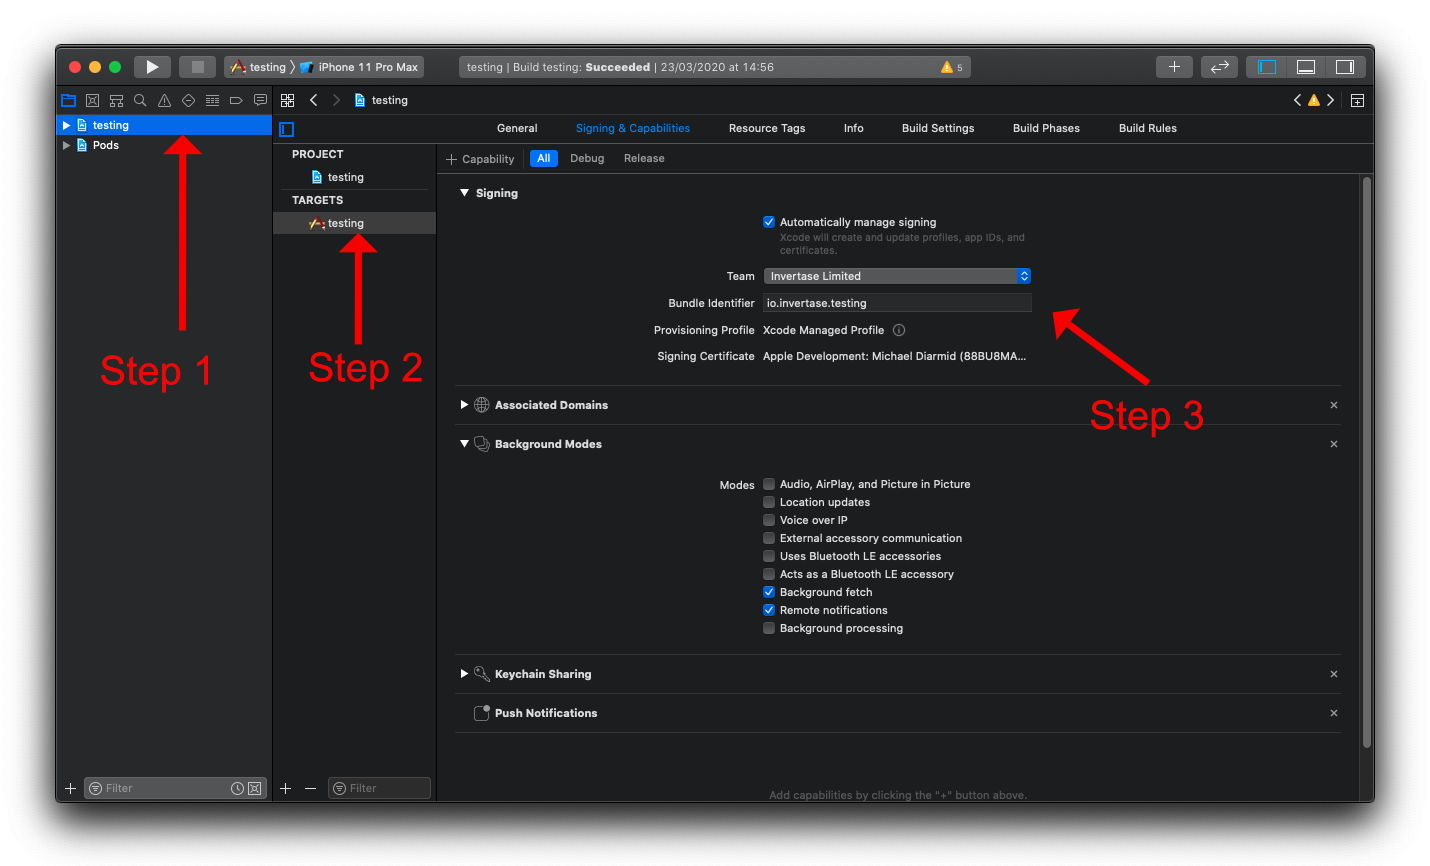 testing 〉 iPhone 11 Pro Max
testing | Build testing: Succeeded | 23/03/2020 at 14:56
5
testing
Pods
Step 1
Filter
testing
General
Signing & Capabilities
Resource Tags
Info
Build Settings
Build Phases
Build Rules
PROJECT
testing
TARGETS
testing
Step 2
Filter
+ Capability
All
Debug
Release
Signing
Automatically manage signing
Xcode will create and update profiles, app IDs, and
certificates.
Team Invertase Limited
Bundle Identifier io.invertase.testing
Provisioning Profile Xcode Managed Profile
Signing Certificate Apple Development: Michael Diarmid (88BU8MA...
Step 3
Associated Domains
Background Modes
Modes Audio, AirPlay, and Picture in Picture
Location updates
Voice over IP
External accessory communication
Uses Bluetooth LE accessories
Acts as a Bluetooth LE accessory
Background fetch
Remote notifications
Background processing
Keychain Sharing
Push Notifications
Add capabilities by clicking the "+" button above.